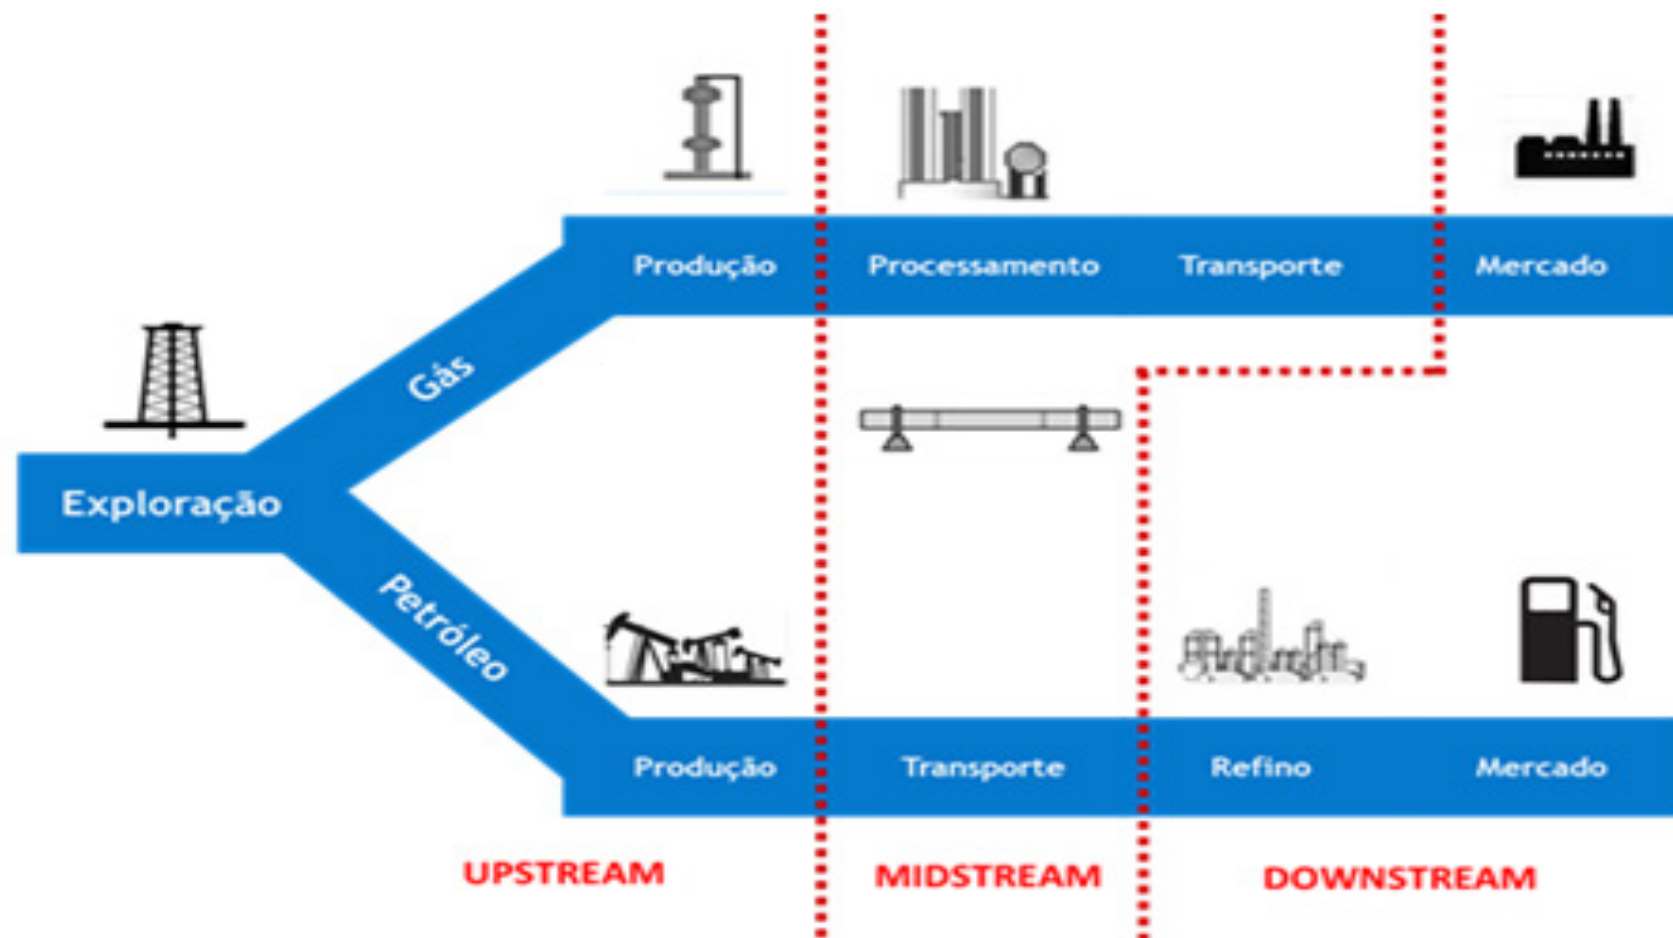 Produção
Processamento
Transporte
Mercado
Gás
Exploração
Petróleo
Produção
Transporte
Refino
Mercado
UPSTREAM
MIDSTREAM
DOWNSTREAM